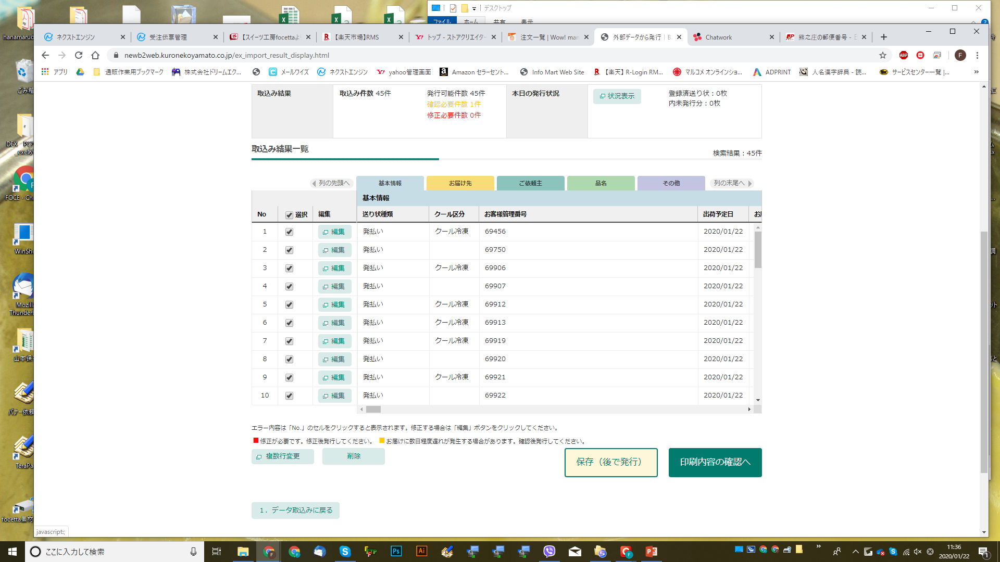 デスクトップ
ファイル ホーム 共有 表示
ネクストエンジン
受注伝票管理
【スイーツ工房focettaよ
【楽天市場】RMS
トップ - ストアクリエイター
注文一覧 | Wow! man
外部データから発行 | B
Chatwork
熊之庄の郵便番号 - 日
newb2web.kuronekoyamato.co.jp/ex_import_result_display.html
ABP
F
アプリ
通販作業用ブックマーク
株式会社ドリームエク...
メールワイズ
ネクストエンジン
yahoo管理画面
Amazon セラーセント...
Info Mart Web Site
【楽天】R-Login RM...
マルコメ オンラインショ...
ADPRINT
人名漢字辞典 - 読...
サービスセンター一覧 |...
取込み結果
取込み件数 45件
発行可能件数 45件
確認必要件数 1件
修正必要件数 0件
本日の発行状況
状況表示
登録済送り状：0枚
内未発行分：0枚
取込み結果一覧
検索結果：45件
列の先頭へ 基本情報 お届け先 ご依頼主 品名 その他 列の末尾へ
基本情報
No 選択 編集 送り状種類 クール区分 お客様管理番号 出荷予定日
1 編集 発払い クール冷凍 69456 2020/01/22
2 編集 発払い 69750 2020/01/22
3 編集 発払い クール冷凍 69906 2020/01/22
4 編集 発払い 69907 2020/01/22
5 編集 発払い クール冷凍 69912 2020/01/22
6 編集 発払い クール冷凍 69913 2020/01/22
7 編集 発払い クール冷凍 69919 2020/01/22
8 編集 発払い 69920 2020/01/22
9 編集 発払い クール冷凍 69921 2020/01/22
10 編集 発払い 69922 2020/01/22
エラー内容は「No.」のセルをクリックすると表示されます。修正する場合は「編集」ボタンをクリックしてください。
修正が必要です。修正後発行してください。 お届けに数日程度遅れが発生する場合があります。確認後発行してください。
複数行変更 削除
保存（後で発行） 印刷内容の確認へ
1．データ取込みに戻る
javascript:;
hanamaru
ごみ箱
DEX PC
_exeあ
FOCE - Ch
WinSh
Mozill
Thunder
山本保
バナー依頼
TeraPa
focetta素材
ここに入力して検索
11:36
2020/01/22